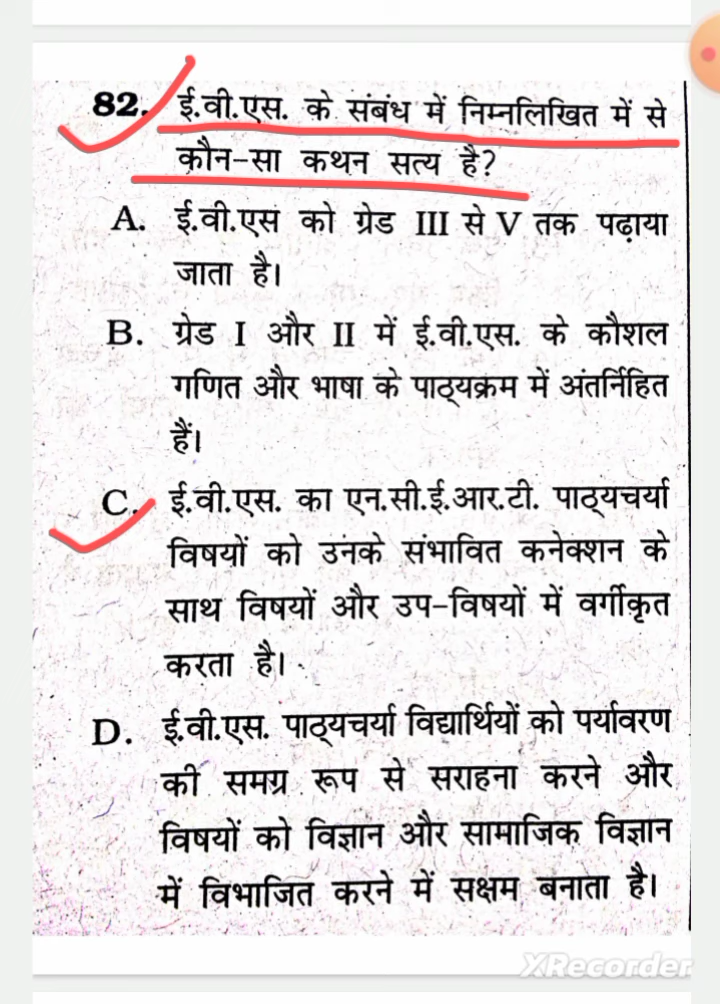 82. ई.वी.एस. के संबंध में निम्नलिखित में से
कौन-सा कथन सत्य है?
A. ई.वी.एस को ग्रेड III से V तक पढ़ाया
जाता है।
B. ग्रेड I और II में ई.वी.एस. के कौशल
गणित और भाषा के पाठ्यक्रम में अंतर्निहित
हैं।
C. ई.वी.एस. का एन.सी.ई.आर.टी. पाठ्यचर्या
विषयों को उनके संभावित कनेक्शन के
साथ विषयों और उप-विषयों में वर्गीकृत
करता है।
D. ई.वी.एस. पाठ्यचर्या विद्यार्थियों को पर्यावरण
की समग्र रूप से सराहना करने और
विषयों को विज्ञान और सामाजिक विज्ञान
में विभाजित करने में सक्षम बनाता है।
XRecorder